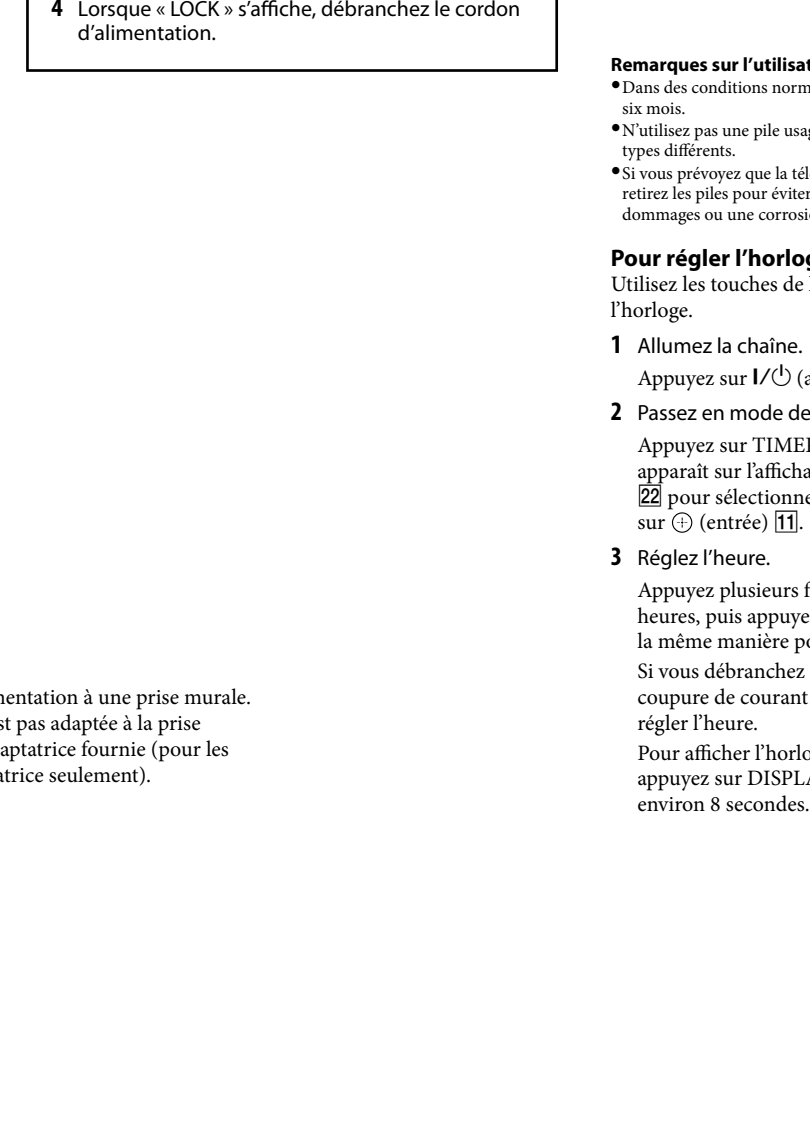 4 Lorsque « LOCK » s’affiche, débranchez le cordon
d’alimentation.
mentation à une prise murale.
st pas adaptée à la prise
aptatrice fournie (pour les
atrice seulement).
Remarques sur l’utilisat
•Dans des conditions norm
six mois.
•N’utilisez pas une pile usag
types différents.
•Si vous prévoyez que la tél
retirez les piles pour éviter
dommages ou une corrosi
Pour régler l’horlog
Utilisez les touches de l
l’horloge.
1 Allumez la chaîne.
Appuyez sur I/⏻ (a
2 Passez en mode de
Appuyez sur TIMER
apparaît sur l’afficha
22 pour sélectionne
sur ⊕ (entrée) 11.
3 Réglez l’heure.
Appuyez plusieurs f
heures, puis appuye
la même manière po
Si vous débranchez
coupure de courant
régler l’heure.
Pour afficher l’horlo
appuyez sur DISPLA
environ 8 secondes.